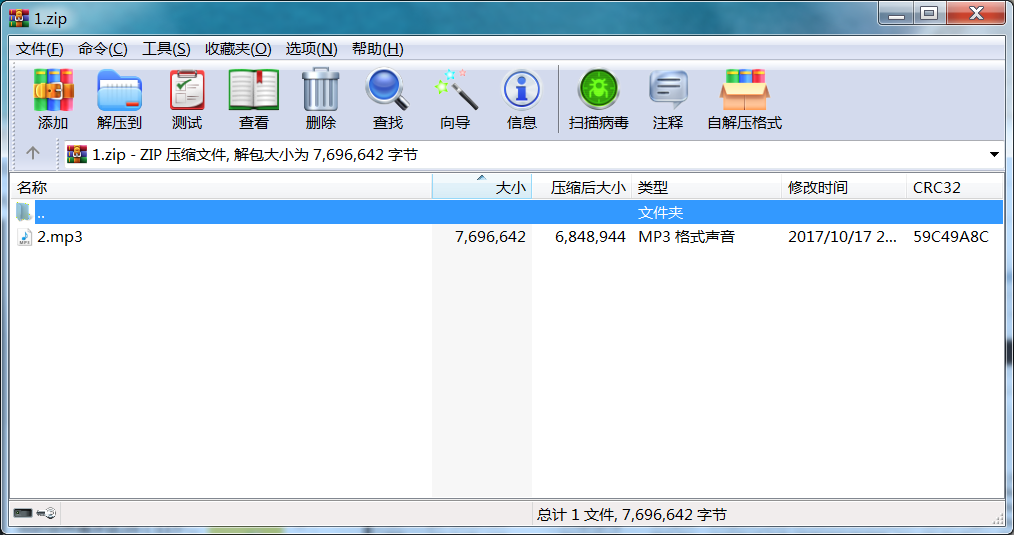 1.zip
文件(F) 命令(C) 工具(S) 收藏夹(O) 选项(N) 帮助(H)
添加 解压到 测试 查看 删除 查找 向导 信息 扫描病毒 注释 自解压格式
1.zip - ZIP 压缩文件, 解包大小为 7,696,642 字节
名称 大小 压缩后大小 类型 修改时间 CRC32
.. 文件夹
2.mp3 7,696,642 6,848,944 MP3 格式声音 2017/10/17 2... 59C49A8C
总计 1 文件, 7,696,642 字节